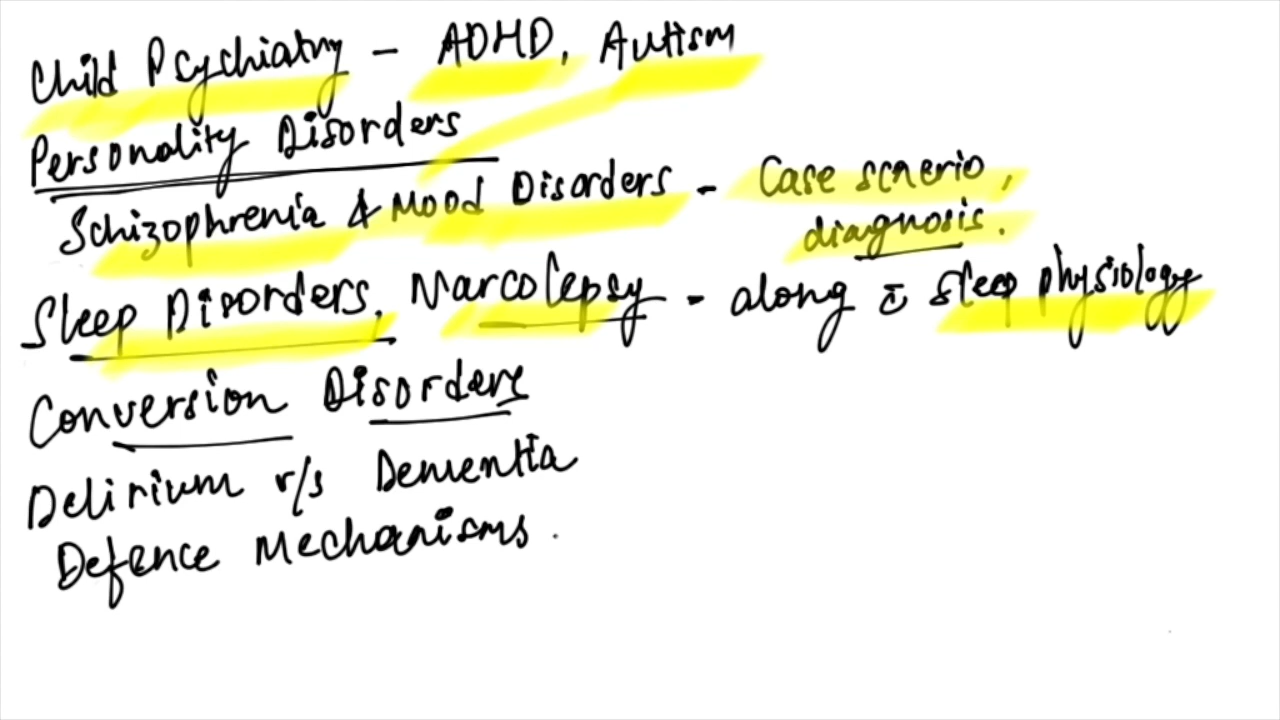 Child Psychiatry - ADHD, Autism
Personality Disorders
Schizophrenia & Mood Disorders - Case scnerio,
diagnosis.
Sleep Disorders, Narcolepsy - along c̄ sleep physiology
Conversion Disorders
Delirium v/s Dementia
Defence Mechanisms.